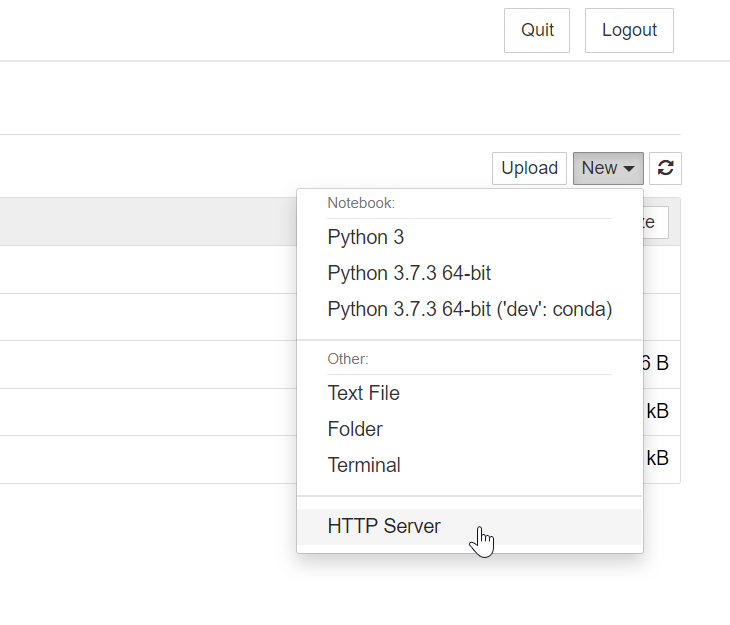 Quit Logout
Upload New
Notebook:
Python 3
Python 3.7.3 64-bit
Python 3.7.3 64-bit ('dev': conda)
Other:
6 B
Text File
kB
Folder
kB
Terminal
HTTP Server